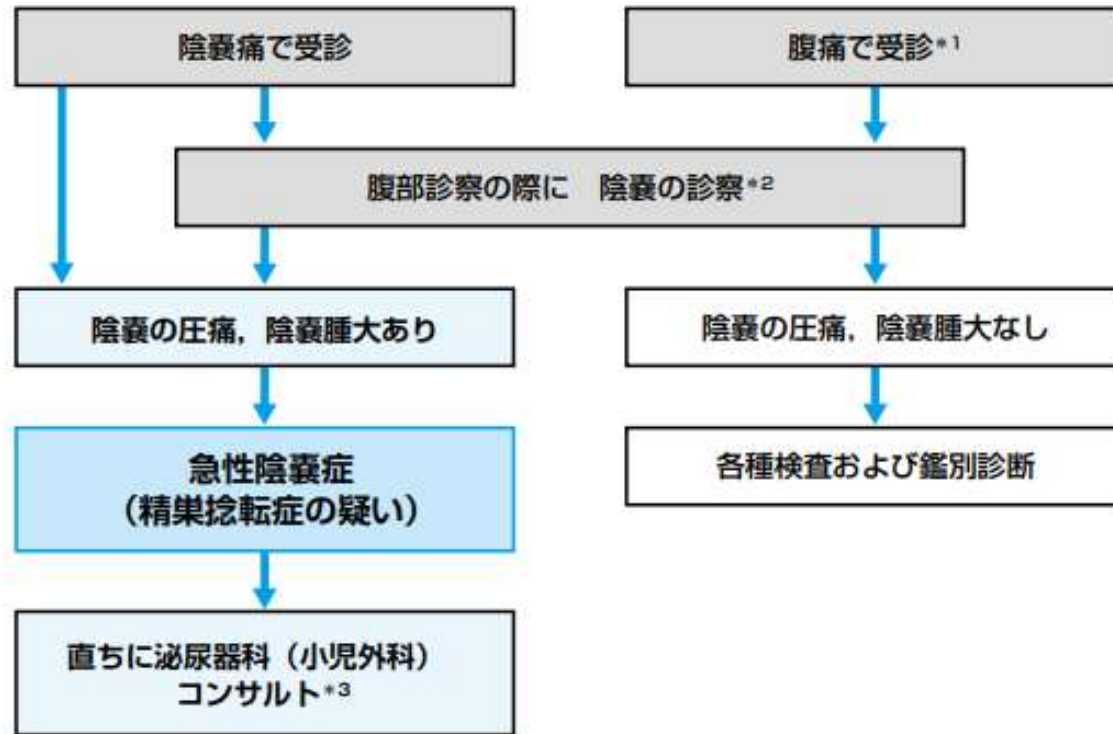 陰嚢痛で受診
腹痛で受診*1
腹部診察の際に　陰嚢の診察*2
陰嚢の圧痛，陰嚢腫大あり
陰嚢の圧痛，陰嚢腫大なし
急性陰嚢症
（精巣捻転症の疑い）
各種検査および鑑別診断
直ちに泌尿器科（小児外科）
コンサルト*3